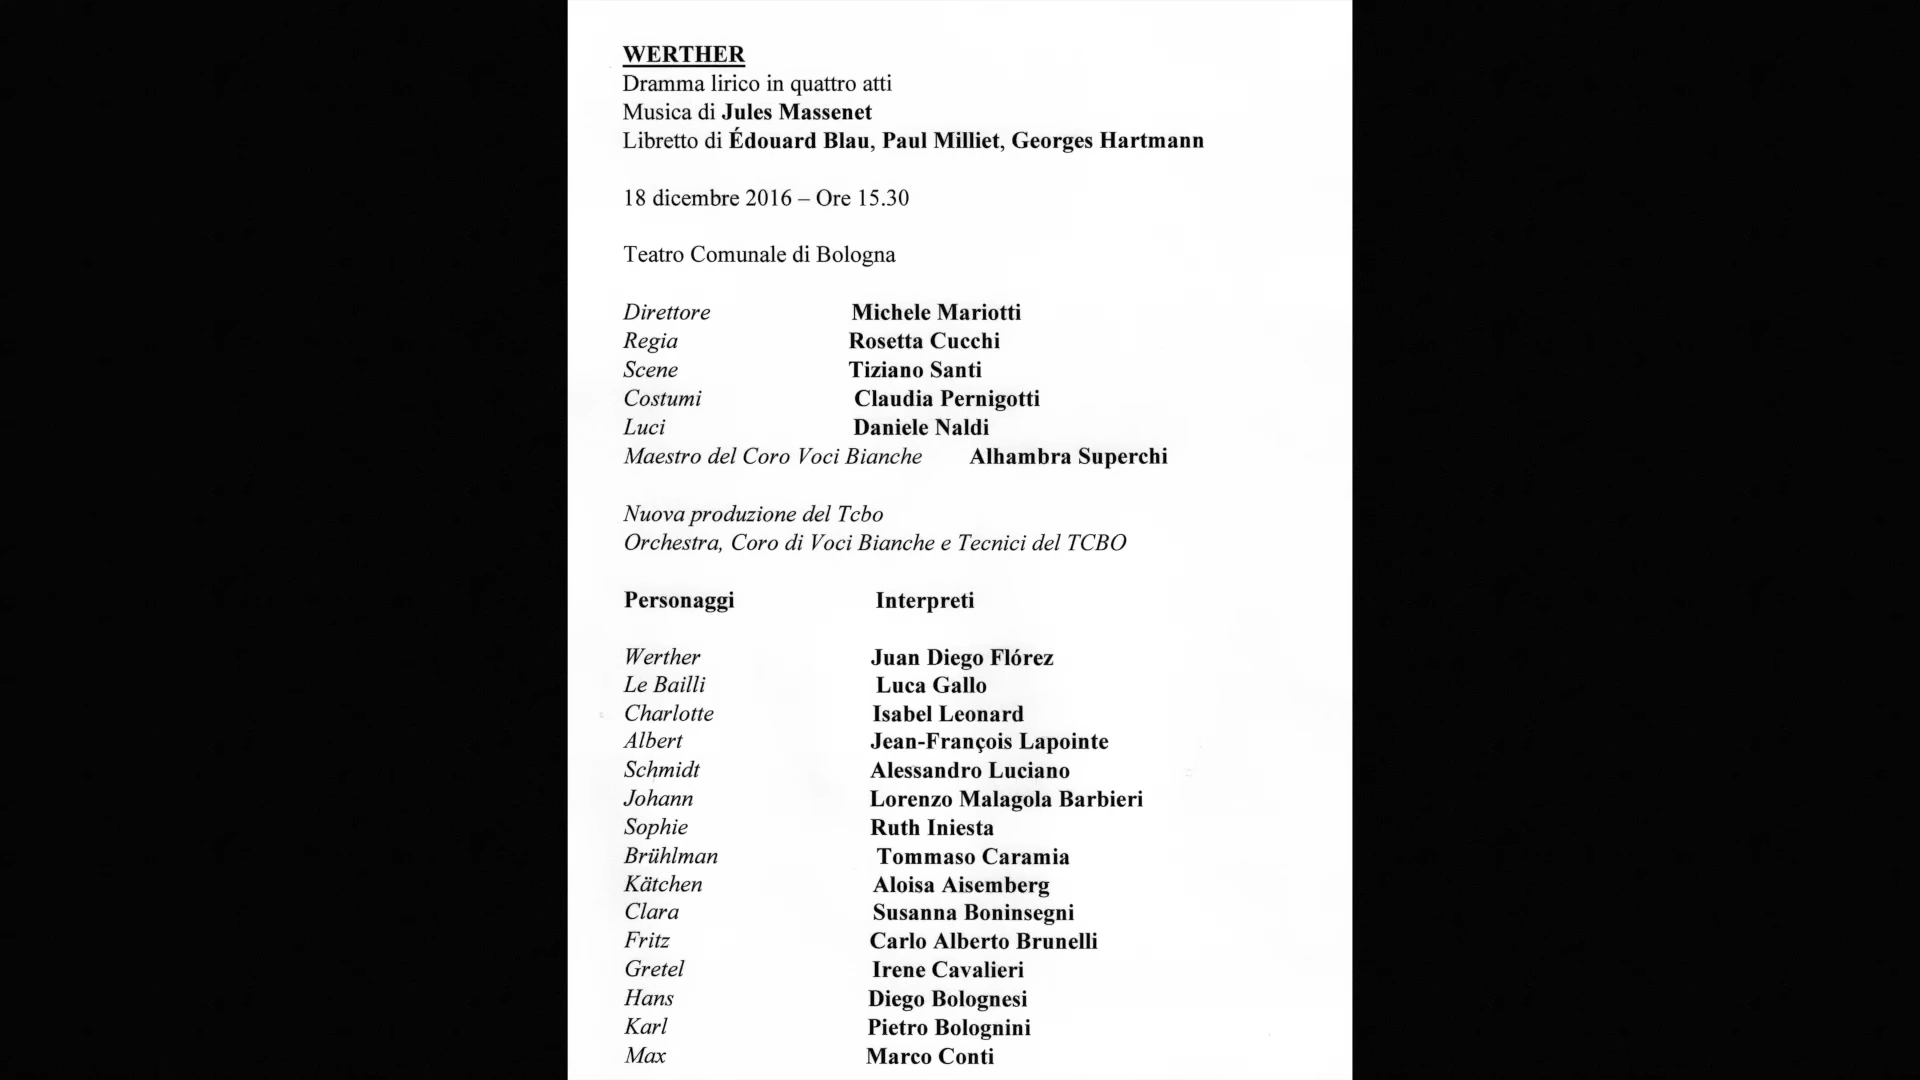 WERTHER
Dramma lirico in quattro atti
Musica di Jules Massenet
Libretto di Édouard Blau, Paul Milliet, Georges Hartmann
18 dicembre 2016 – Ore 15.30
Teatro Comunale di Bologna
Direttore Michele Mariotti
Regia Rosetta Cucchi
Scene Tiziano Santi
Costumi Claudia Pernigotti
Luci Daniele Naldi
Maestro del Coro Voci Bianche Alhambra Superchi
Nuova produzione del Tcbo
Orchestra, Coro di Voci Bianche e Tecnici del TCBO
Personaggi Interpreti
Werther Juan Diego Flórez
Le Bailli Luca Gallo
Charlotte Isabel Leonard
Albert Jean-François Lapointe
Schmidt Alessandro Luciano
Johann Lorenzo Malagola Barbieri
Sophie Ruth Iniesta
Brühlman Tommaso Caramia
Kätchen Aloisa Aisemberg
Clara Susanna Boninsegni
Fritz Carlo Alberto Brunelli
Gretel Irene Cavalieri
Hans Diego Bolognesi
Karl Pietro Bolognini
Max Marco Conti